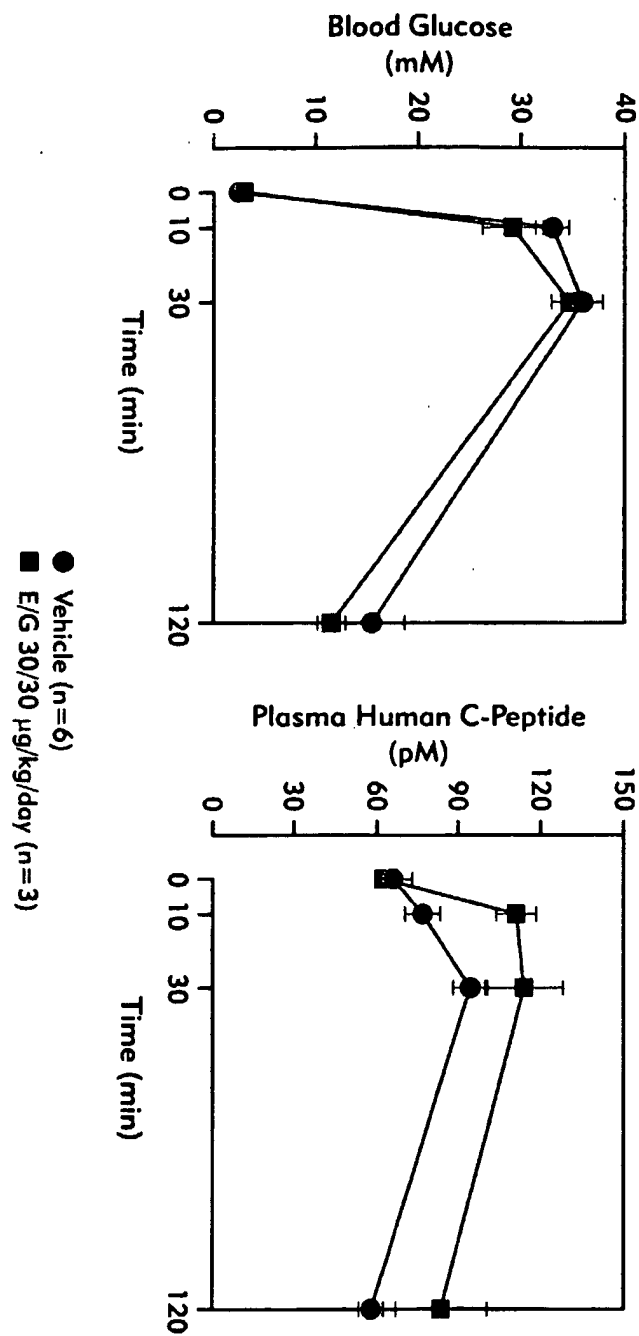 Blood Glucose
(mM)
40
30
20
10
0
0 10 30 120
Time (min)
Plasma Human C-Peptide
(pM)
150
120
90
60
30
0
0 10 30 120
Time (min)
Vehicle (n=6)
E/G 30/30 μg/kg/day (n=3)